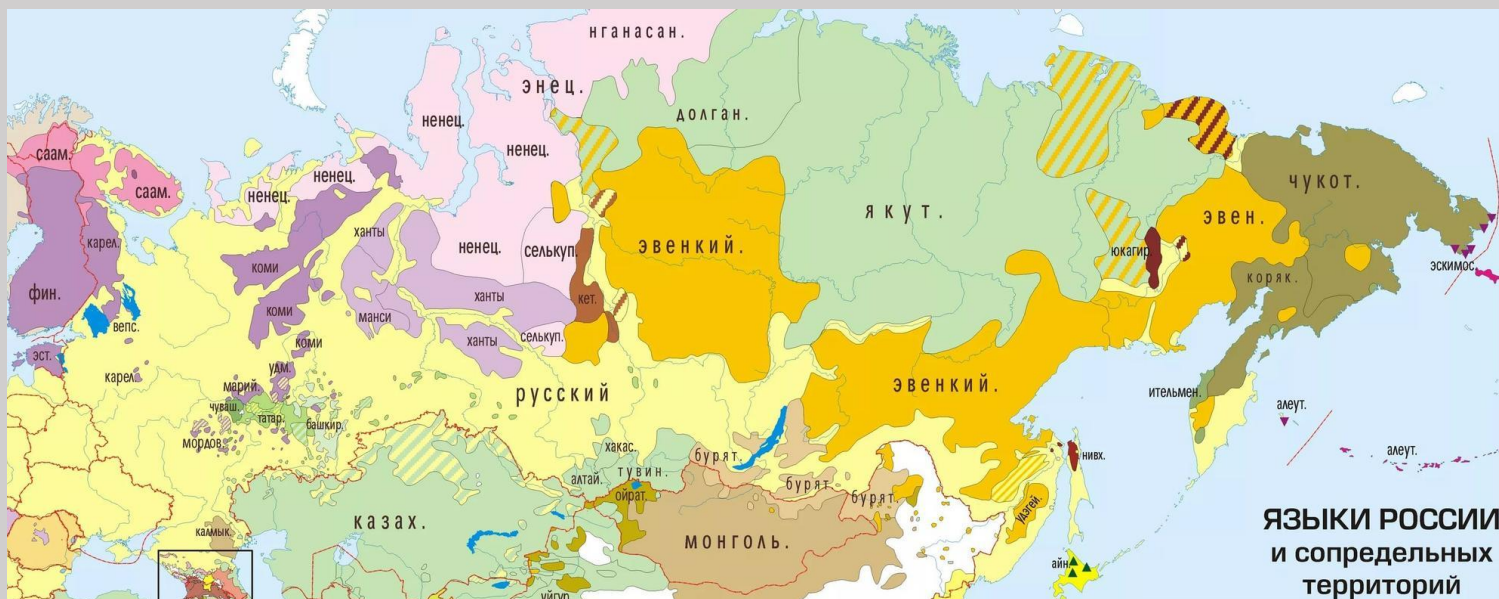 нганасан.
энец.
долган.
ненец.
ненец.
саам.
саам.
ненец.
ненец.
чукот.
якут.
эвен.
ханты
карел.
эвенкий.
ненец.
селькуп.
юкагир.
коми
эскимос.
коряк.
фин.
ханты
кет.
коми
манси
вепс.
ханты
селькуп.
коми
эст.
удм.
карел.
марий.
русский
эвенкий.
ительмен.
чуваш.
татар.
башкир.
алеут.
мордов.
хакас.
бурят.
нивх.
алеут.
алтай.
тувин.
бурят.
ойрат.
бурят.
удэгей.
казах.
калмык.
монголь.
айн.
уйгур.
ЯЗЫКИ РОССИИ
и сопредельных
территорий